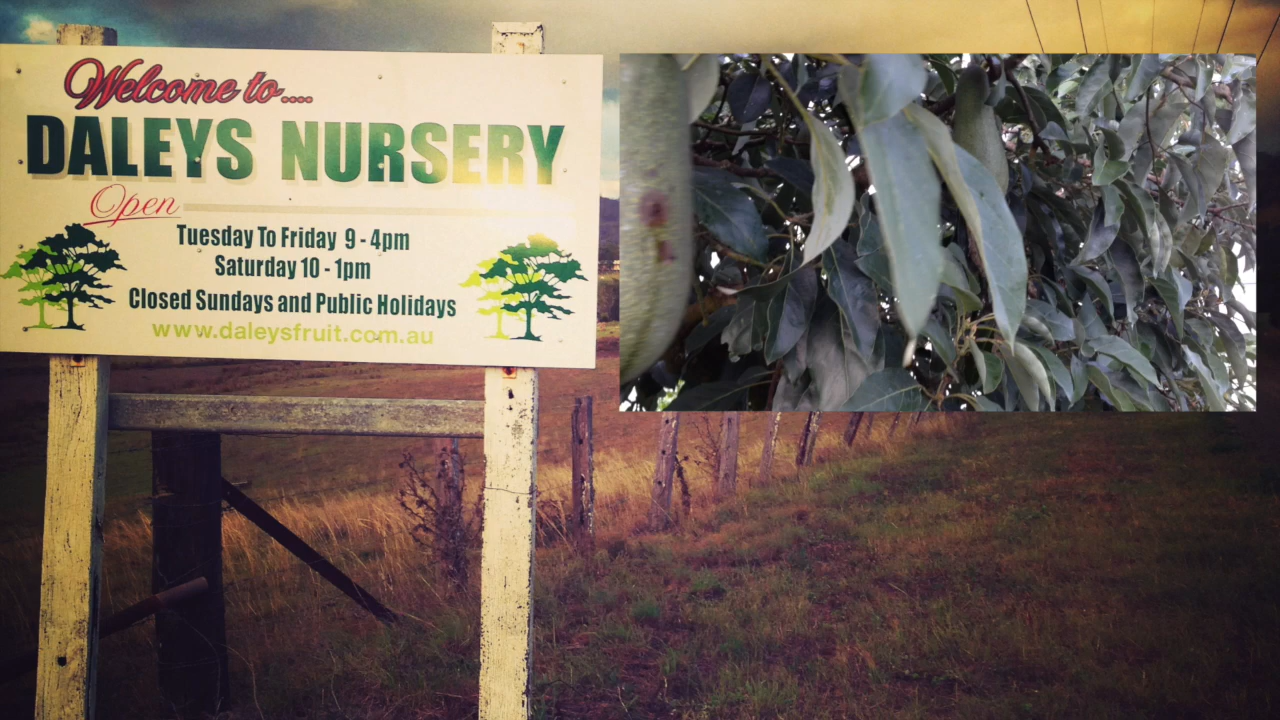 Welcome to....
DALEYS NURSERY
Open
Tuesday To Friday 9 - 4pm
Saturday 10 - 1pm
Closed Sundays and Public Holidays
www.daleysfruit.com.au